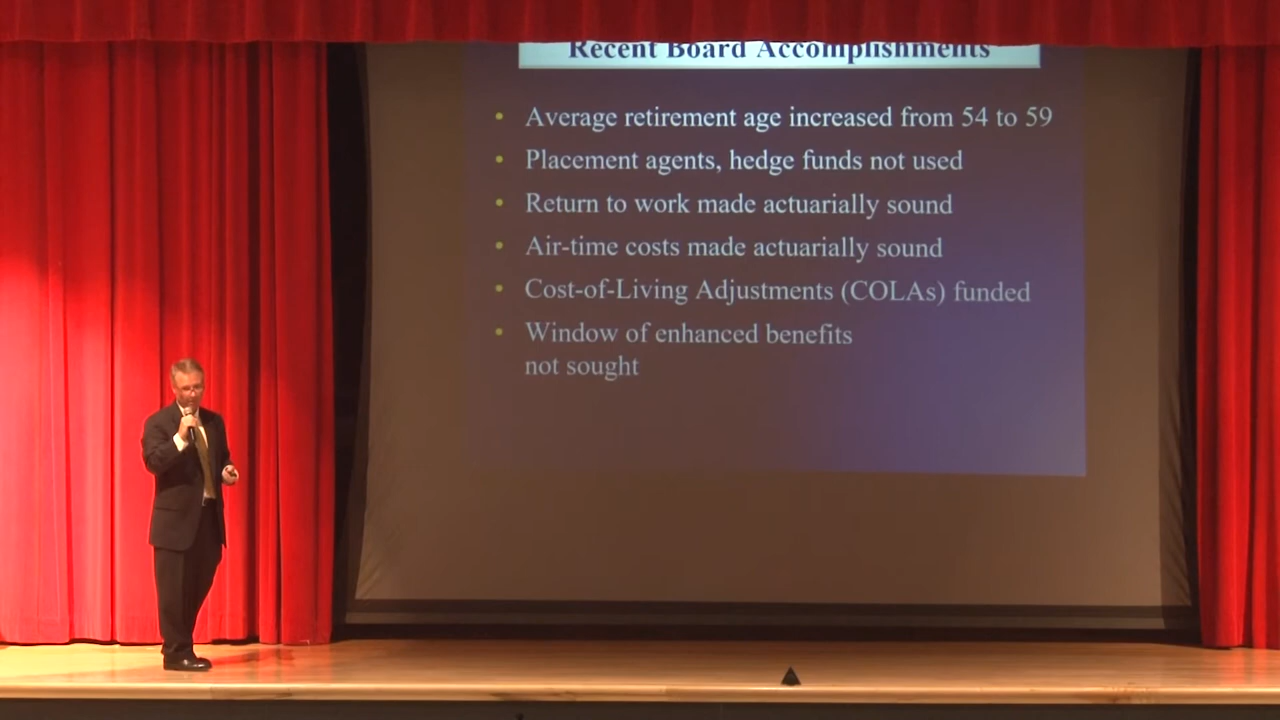 Recent Board Accomplishments
Average retirement age increased from 54 to 59
Placement agents, hedge funds not used
Return to work made actuarially sound
Air-time costs made actuarially sound
Cost-of-Living Adjustments (COLAs) funded
Window of enhanced benefits
not sought